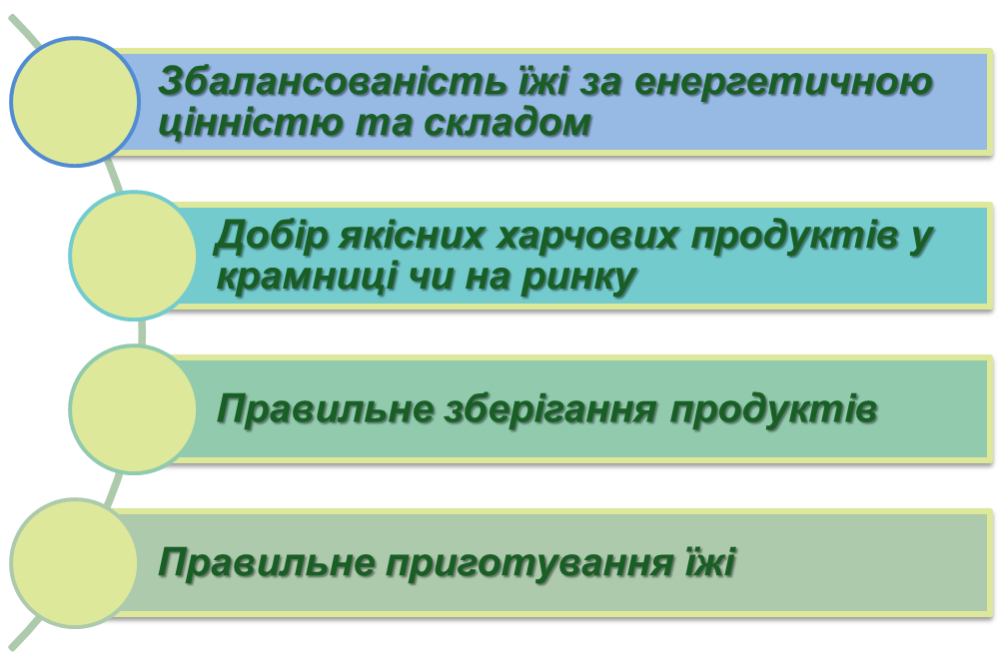 Збалансованість їжі за енергетичною
цінністю та складом
Добір якісних харчових продуктів у
крамниці чи на ринку
Правильне зберігання продуктів
Правильне приготування їжі